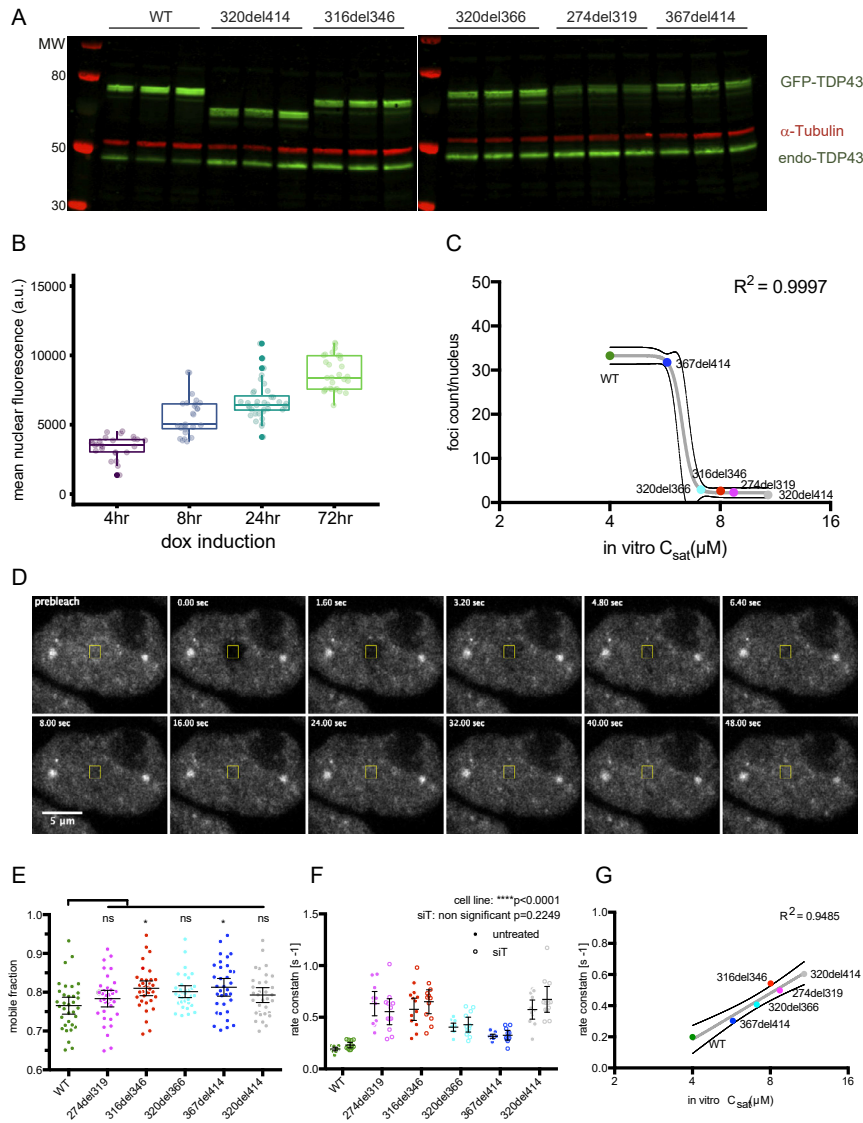 A
WT 320del414 316del346 320del366 274del319 367del414
MW
80
50
30
GFP-TDP43
α-Tubulin
endo-TDP43
B
mean nuclear fluorescence (a.u.)
15000
10000
5000
0
4hr 8hr 24hr 72hr
dox induction
C
R2 = 0.9997
foci count/nucleus
50
40
30
20
10
0
WT
367del414
320del366
316del346
274del319
320del414
2 4 8 16
in vitro Csat(μM)
D
prebleach 0.00 sec 1.60 sec 3.20 sec 4.80 sec 6.40 sec
8.00 sec 16.00 sec 24.00 sec 32.00 sec 40.00 sec 48.00 sec
5 μm
E
ns * ns * ns
mobile fraction
1.0
0.9
0.8
0.7
0.6
WT 274del319 316del346 320del366 367del414 320del414
F
cell line: ****p<0.0001
siT: non significant p=0.2249
untreated
siT
rate constatn [s -1]
1.5
1.0
0.5
0.0
WT 274del319 316del346 320del366 367del414 320del414
G
R2 = 0.9485
rate constatn [s -1]
1.0
0.8
0.6
0.4
0.2
0.0
316del346
320del414
274del319
320del366
367del414
WT
2 4 8 16
in vitro Csat(μM)